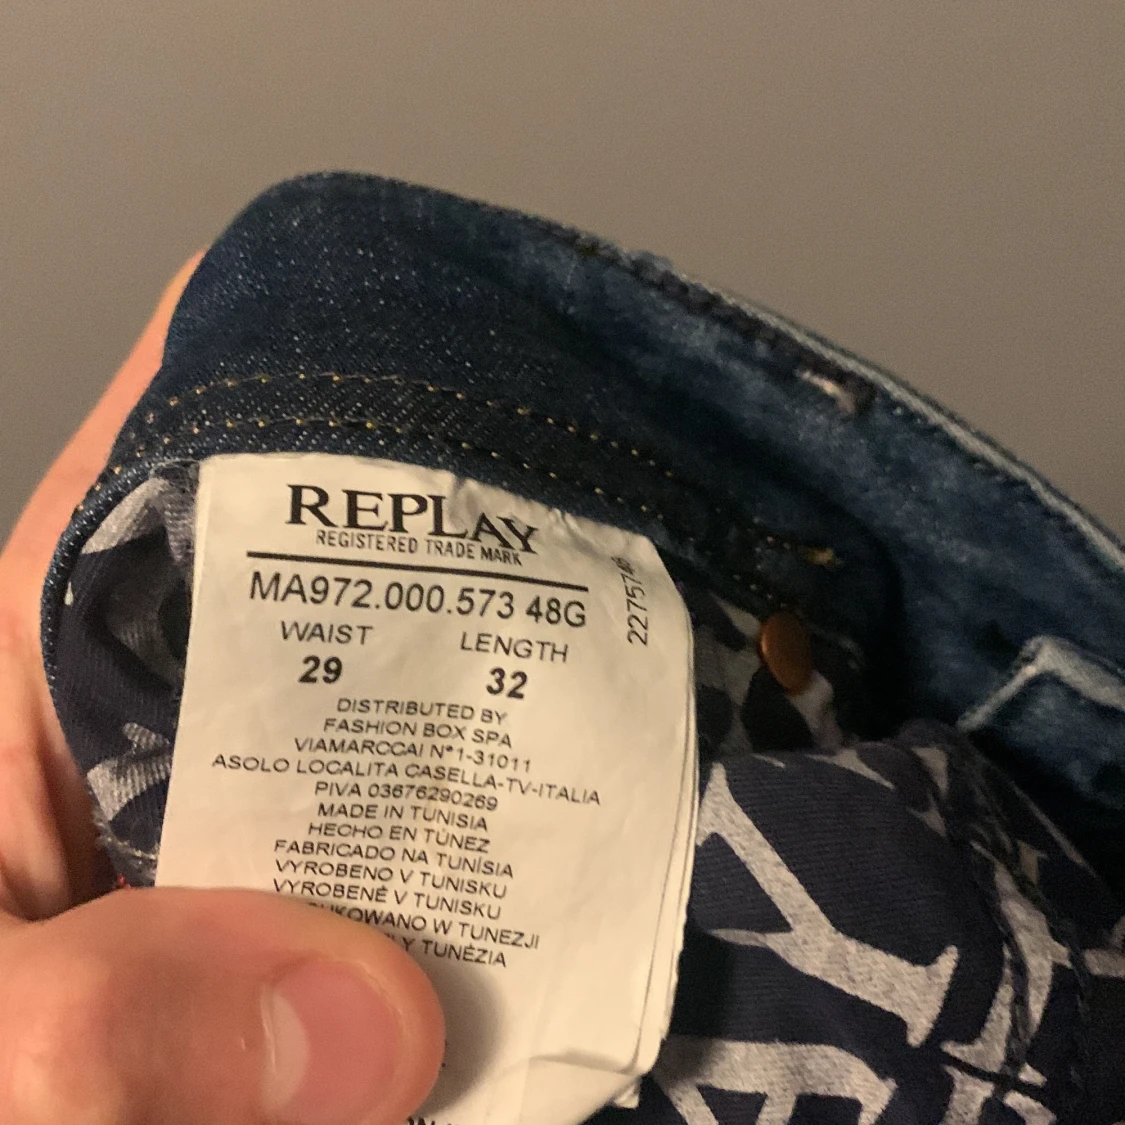 REPLAY
REGISTERED TRADE MARK
MA972.000.573 48G
WAIST LENGTH
29 32
DISTRIBUTED BY
FASHION BOX SPA
VIAMARCCAI N°1-31011
ASOLO LOCALITA CASELLA-TV-ITALIA
PIVA 03676290269
MADE IN TUNISIA
HECHO EN TÚNEZ
FABRICADO NA TUNÍSIA
VYROBENO V TUNISKU
VYROBENÉ V TUNISKU
W TUNEZJI
TUNÉZIA